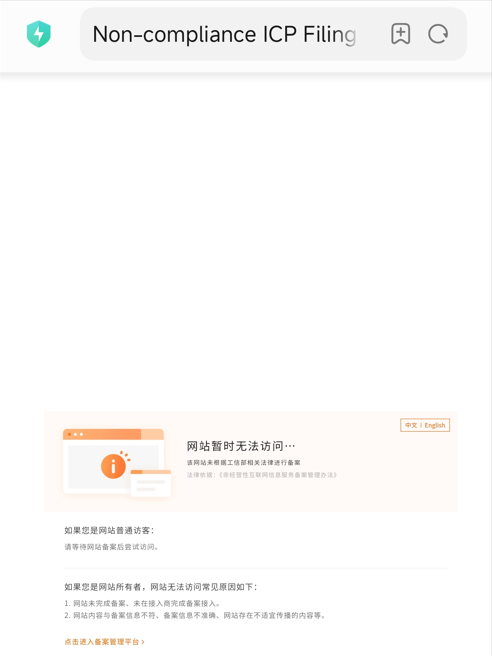 Non-compliance ICP Filing
中文 | English
网站暂时无法访问…
该网站未根据工信部相关法律进行备案
法律依据：《非经营性互联网信息服务备案管理办法》
如果您是网站普通访客：
请等待网站备案后尝试访问。
如果您是网站所有者，网站无法访问常见原因如下：
1. 网站未完成备案、未在接入商完成备案接入。
2. 网站内容与备案信息不符、备案信息不准确、网站存在不适宜传播的内容等。
点击进入备案管理平台 ›